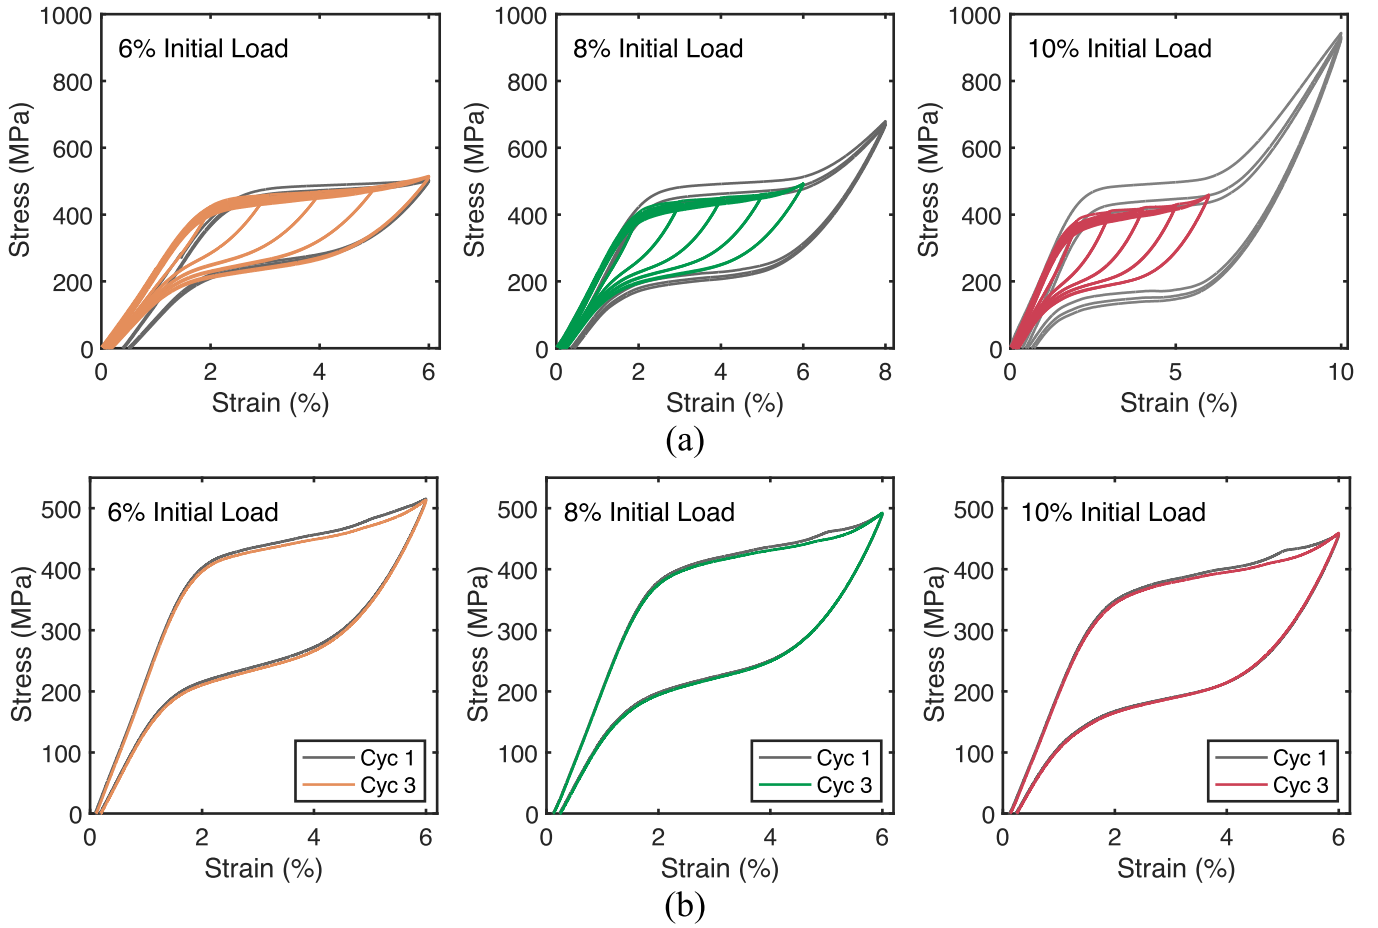 1000
800
600
400
200
0
Stress (MPa)
6% Initial Load
0 2 4 6
Strain (%)
1000
800
600
400
200
0
Stress (MPa)
8% Initial Load
0 2 4 6 8
Strain (%)
1000
800
600
400
200
0
Stress (MPa)
10% Initial Load
0 5 10
Strain (%)
(a)
500
400
300
200
100
0
Stress (MPa)
6% Initial Load
Cyc 1
Cyc 3
0 2 4 6
Strain (%)
500
400
300
200
100
0
Stress (MPa)
8% Initial Load
Cyc 1
Cyc 3
0 2 4 6
Strain (%)
500
400
300
200
100
0
Stress (MPa)
10% Initial Load
Cyc 1
Cyc 3
0 2 4 6
Strain (%)
(b)